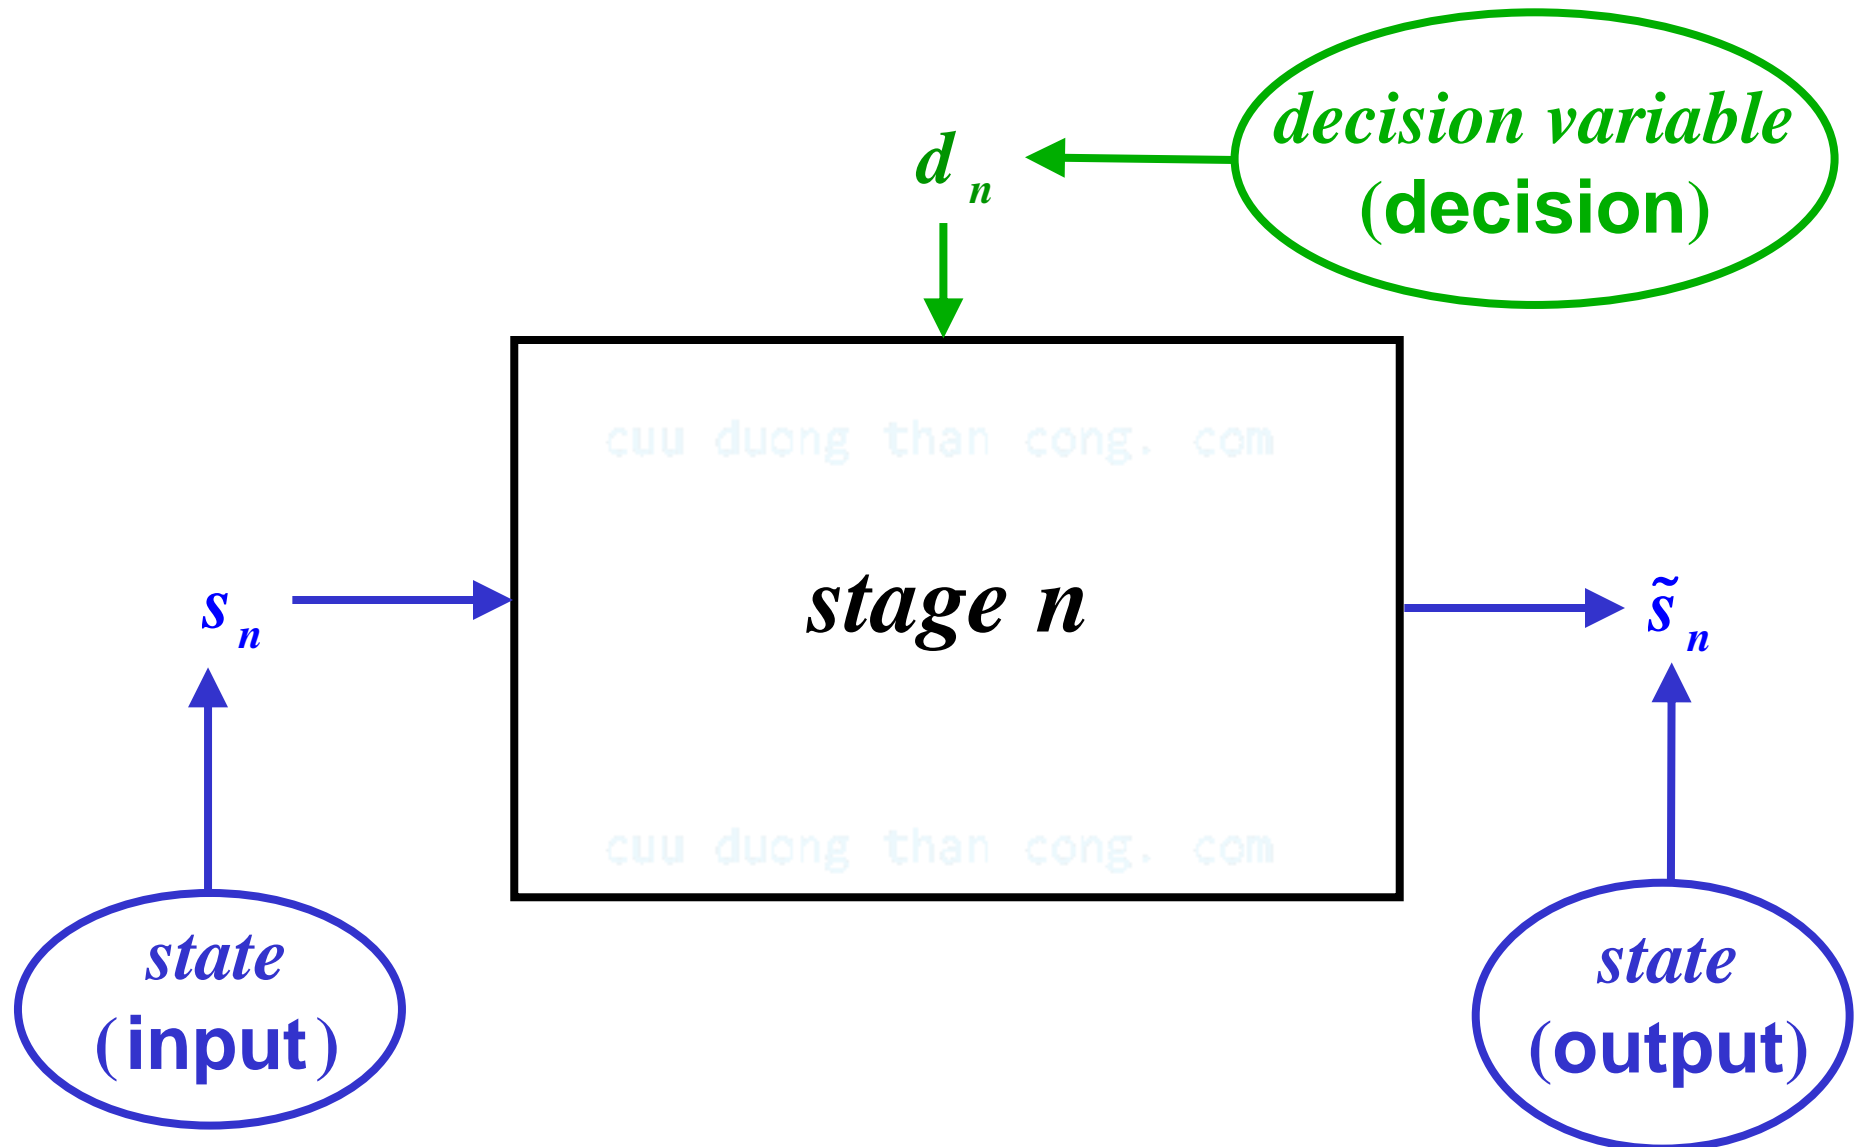 decision variable
(decision)
d n
cuu duong than cong. com
stage n
s n
s̃ n
cuu duong than cong. com
state
(input)
state
(output)